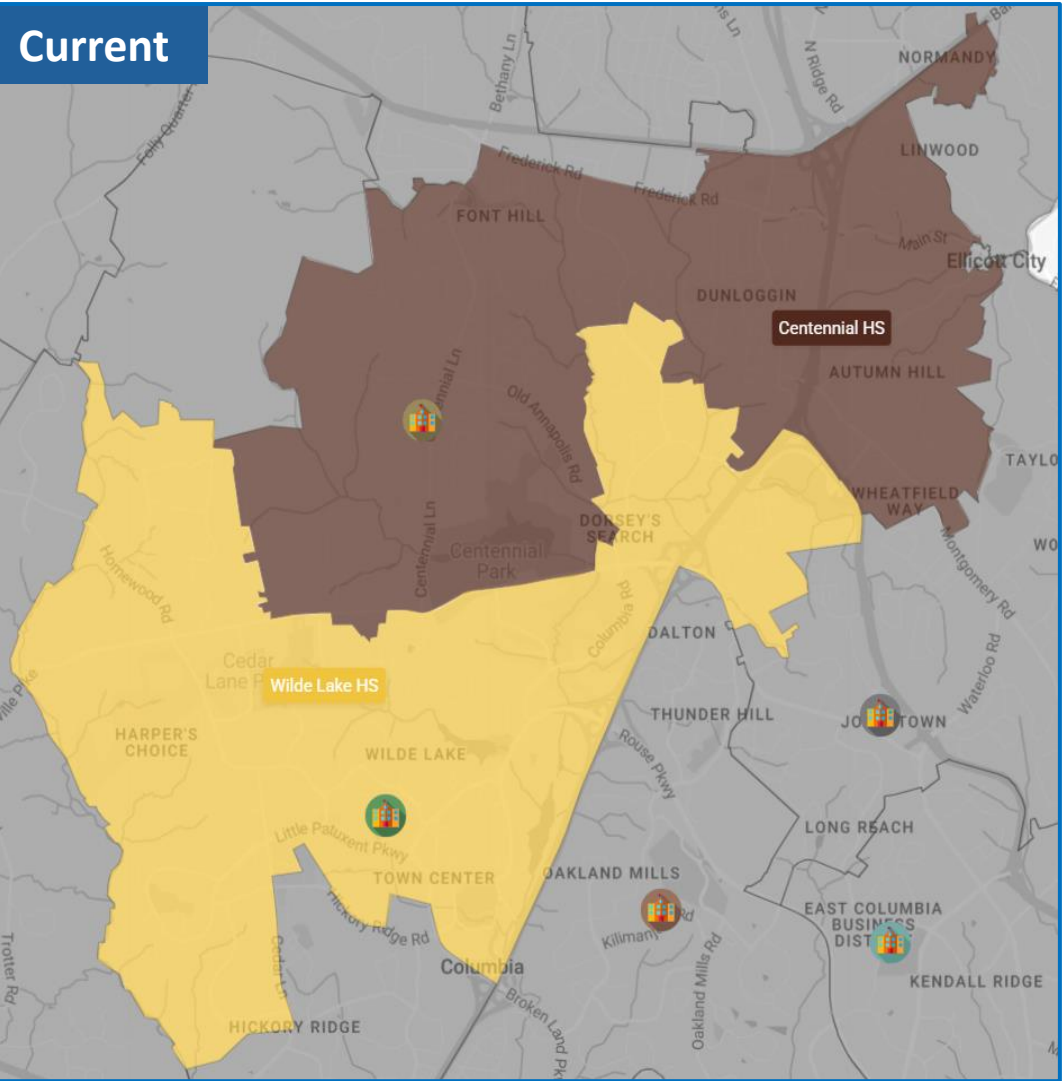 Current
Bethany Ln
N Ridge Rd
NORMANDY
Folly Quarter
LINWOOD
Frederick Rd
Frederick Rd
FONT HILL
Main St
Ellicott City
DUNLOGGIN
Centennial HS
AUTUMN HILL
Old Annapolis Rd
WHEATFIELD
WAY
DORSEY'S
SEARCH
Centennial Ln
Centennial
Park
Montgomery Rd
Homewood Rd
Columbia Rd
DALTON
Cedar
Lane
Wilde Lake HS
Waterloo Rd
THUNDER HILL
HARPER'S
CHOICE
WILDE LAKE
Rouse Pkwy
Little Patuxent Pkwy
LONG REACH
TOWN CENTER
OAKLAND MILLS
EAST COLUMBIA
BUSINESS
Hickory Ridge Rd
Cedar Ln
Trotter Rd
Columbia
Oakland Mills Rd
KENDALL RIDGE
HICKORY RIDGE
Broken Land